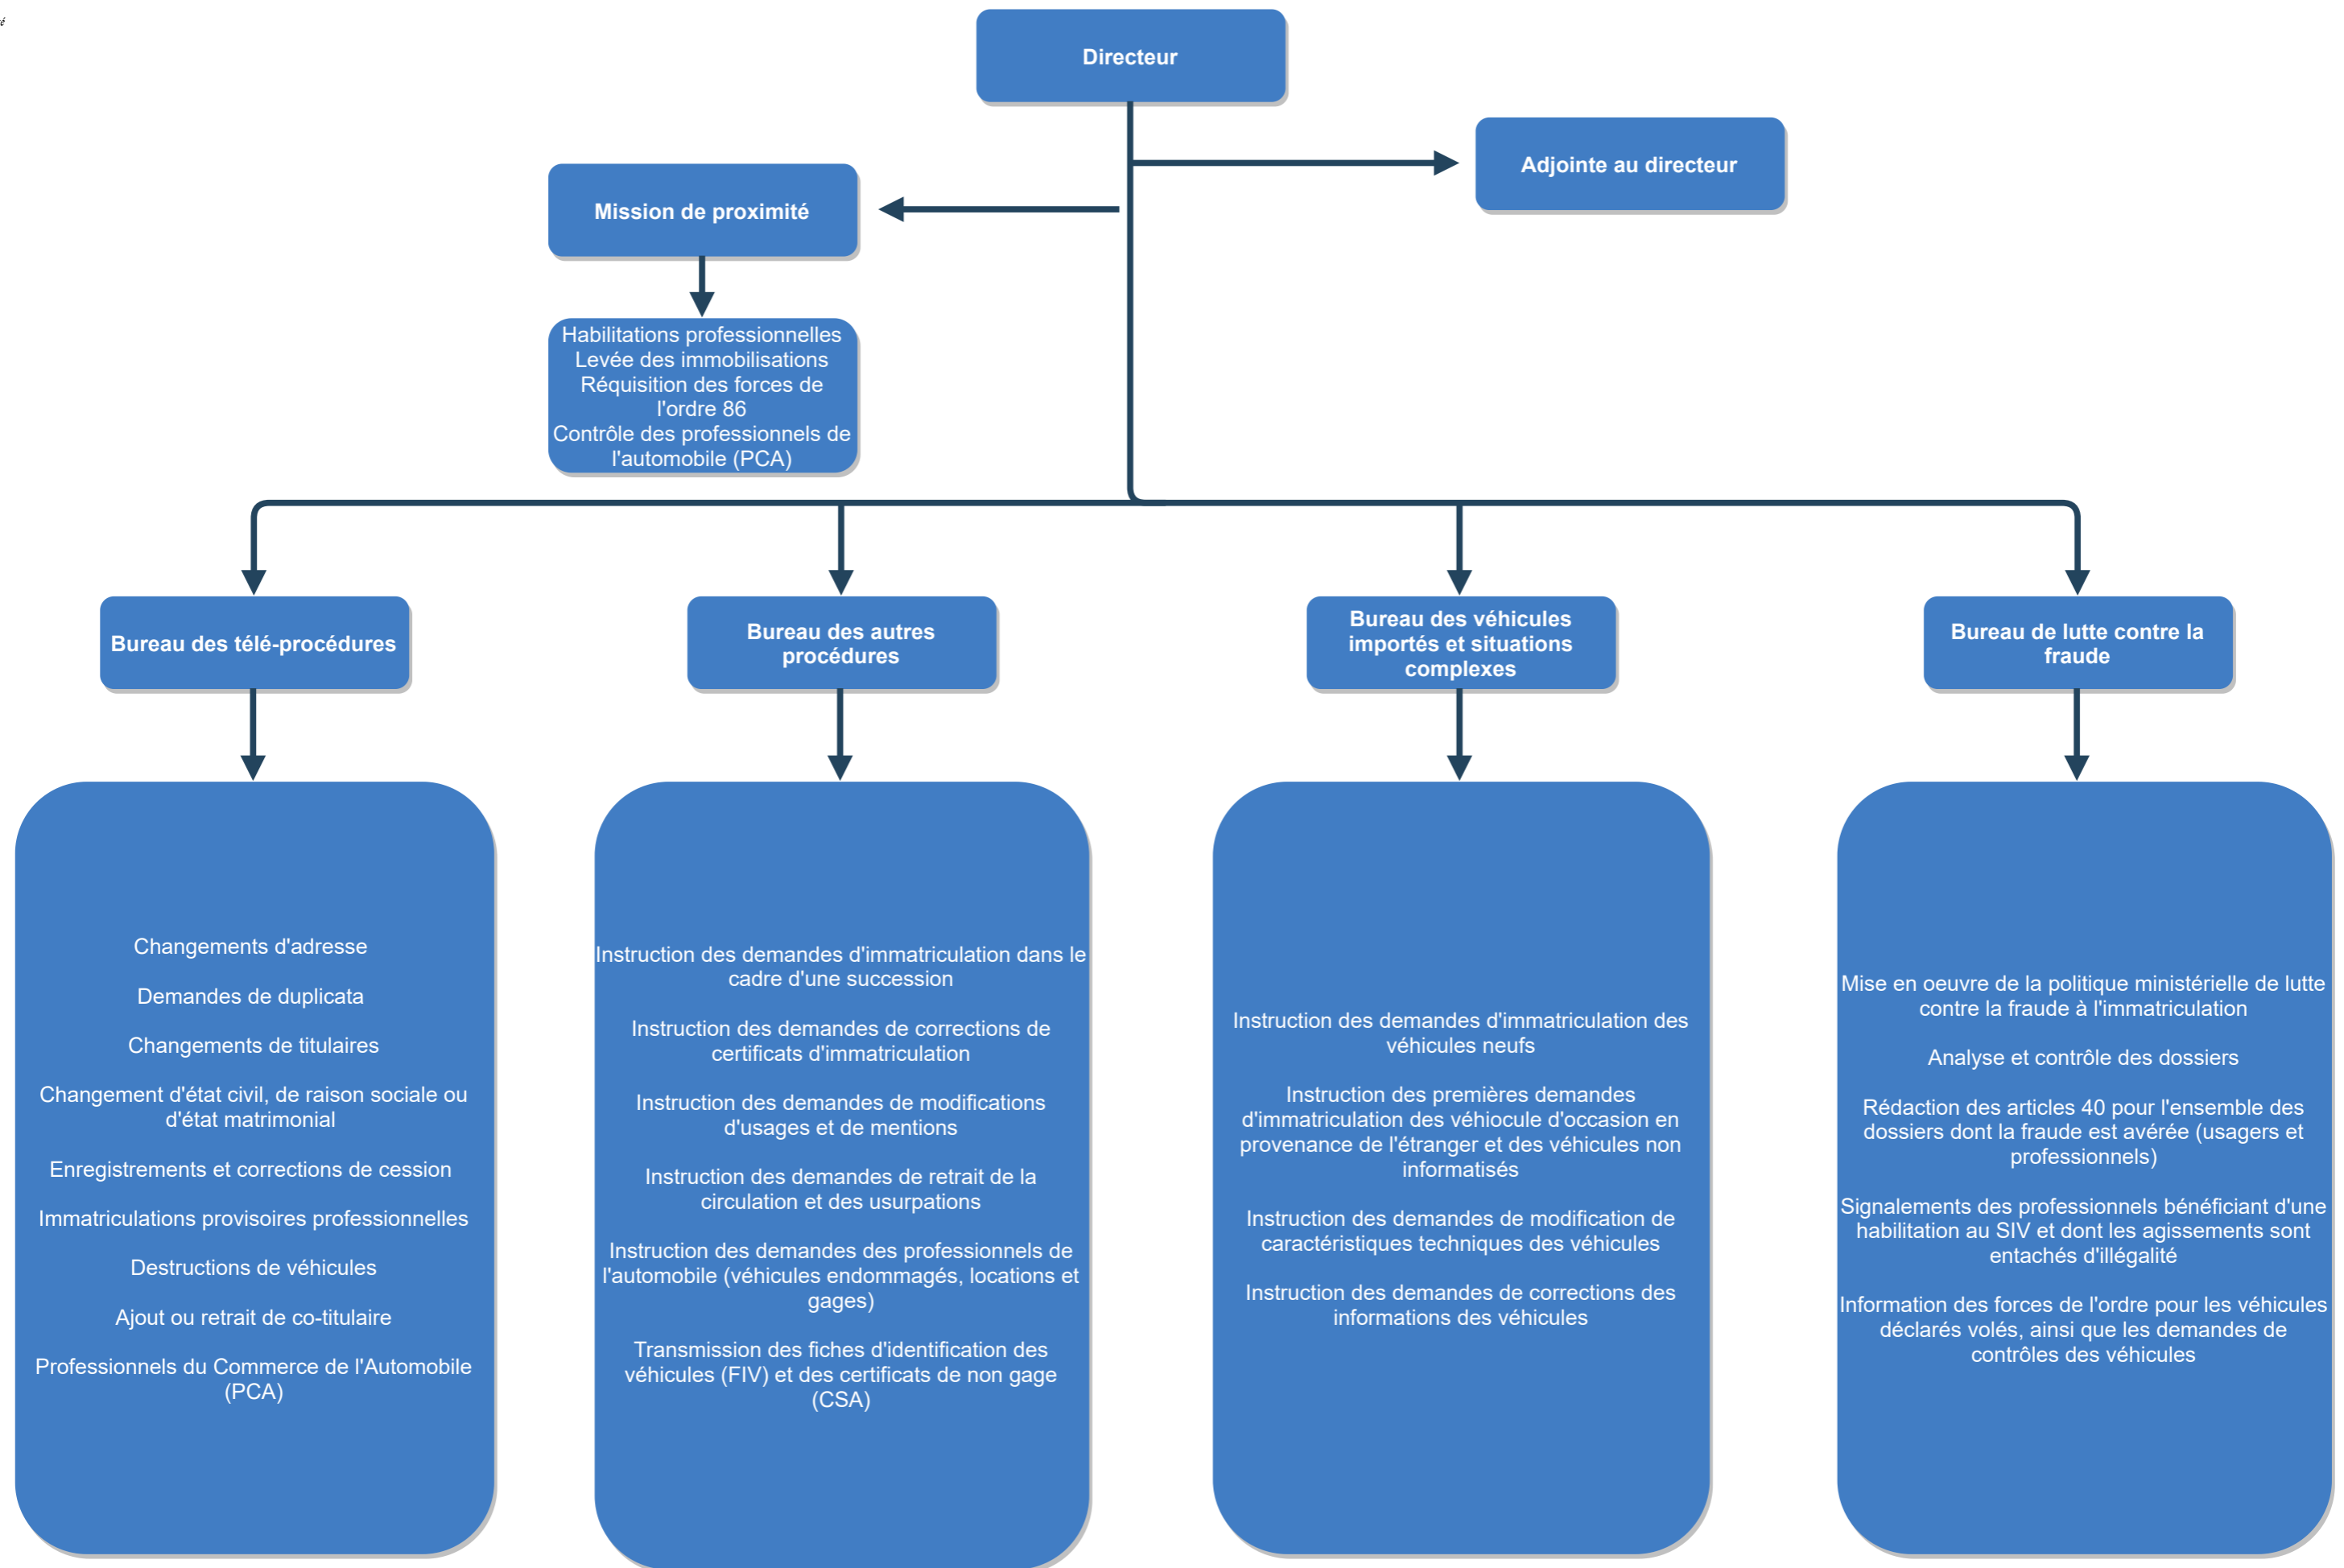 é
Directeur
Adjointe au directeur
Mission de proximité
Habilitations professionnelles
Levée des immobilisations
Réquisition des forces de
l'ordre 86
Contrôle des professionnels de
l'automobile (PCA)
Bureau des télé-procédures
Bureau des autres
procédures
Bureau des véhicules
importés et situations
complexes
Bureau de lutte contre la
fraude
Changements d'adresse
Demandes de duplicata
Changements de titulaires
Changement d'état civil, de raison sociale ou
d'état matrimonial
Enregistrements et corrections de cession
Immatriculations provisoires professionnelles
Destructions de véhicules
Ajout ou retrait de co-titulaire
Professionnels du Commerce de l'Automobile
(PCA)
Instruction des demandes d'immatriculation dans le
cadre d'une succession
Instruction des demandes de corrections de
certificats d'immatriculation
Instruction des demandes de modifications
d'usages et de mentions
Instruction des demandes de retrait de la
circulation et des usurpations
Instruction des demandes des professionnels de
l'automobile (véhicules endommagés, locations et
gages)
Transmission des fiches d'identification des
véhicules (FIV) et des certificats de non gage
(CSA)
Instruction des demandes d'immatriculation des
véhicules neufs
Instruction des premières demandes
d'immatriculation des véhiocule d'occasion en
provenance de l'étranger et des véhicules non
informatisés
Instruction des demandes de modification de
caractéristiques techniques des véhicules
Instruction des demandes de corrections des
informations des véhicules
Mise en oeuvre de la politique ministérielle de lutte
contre la fraude à l'immatriculation
Analyse et contrôle des dossiers
Rédaction des articles 40 pour l'ensemble des
dossiers dont la fraude est avérée (usagers et
professionnels)
Signalements des professionnels bénéficiant d'une
habilitation au SIV et dont les agissements sont
entachés d'illégalité
Information des forces de l'ordre pour les véhicules
déclarés volés, ainsi que les demandes de
contrôles des véhicules